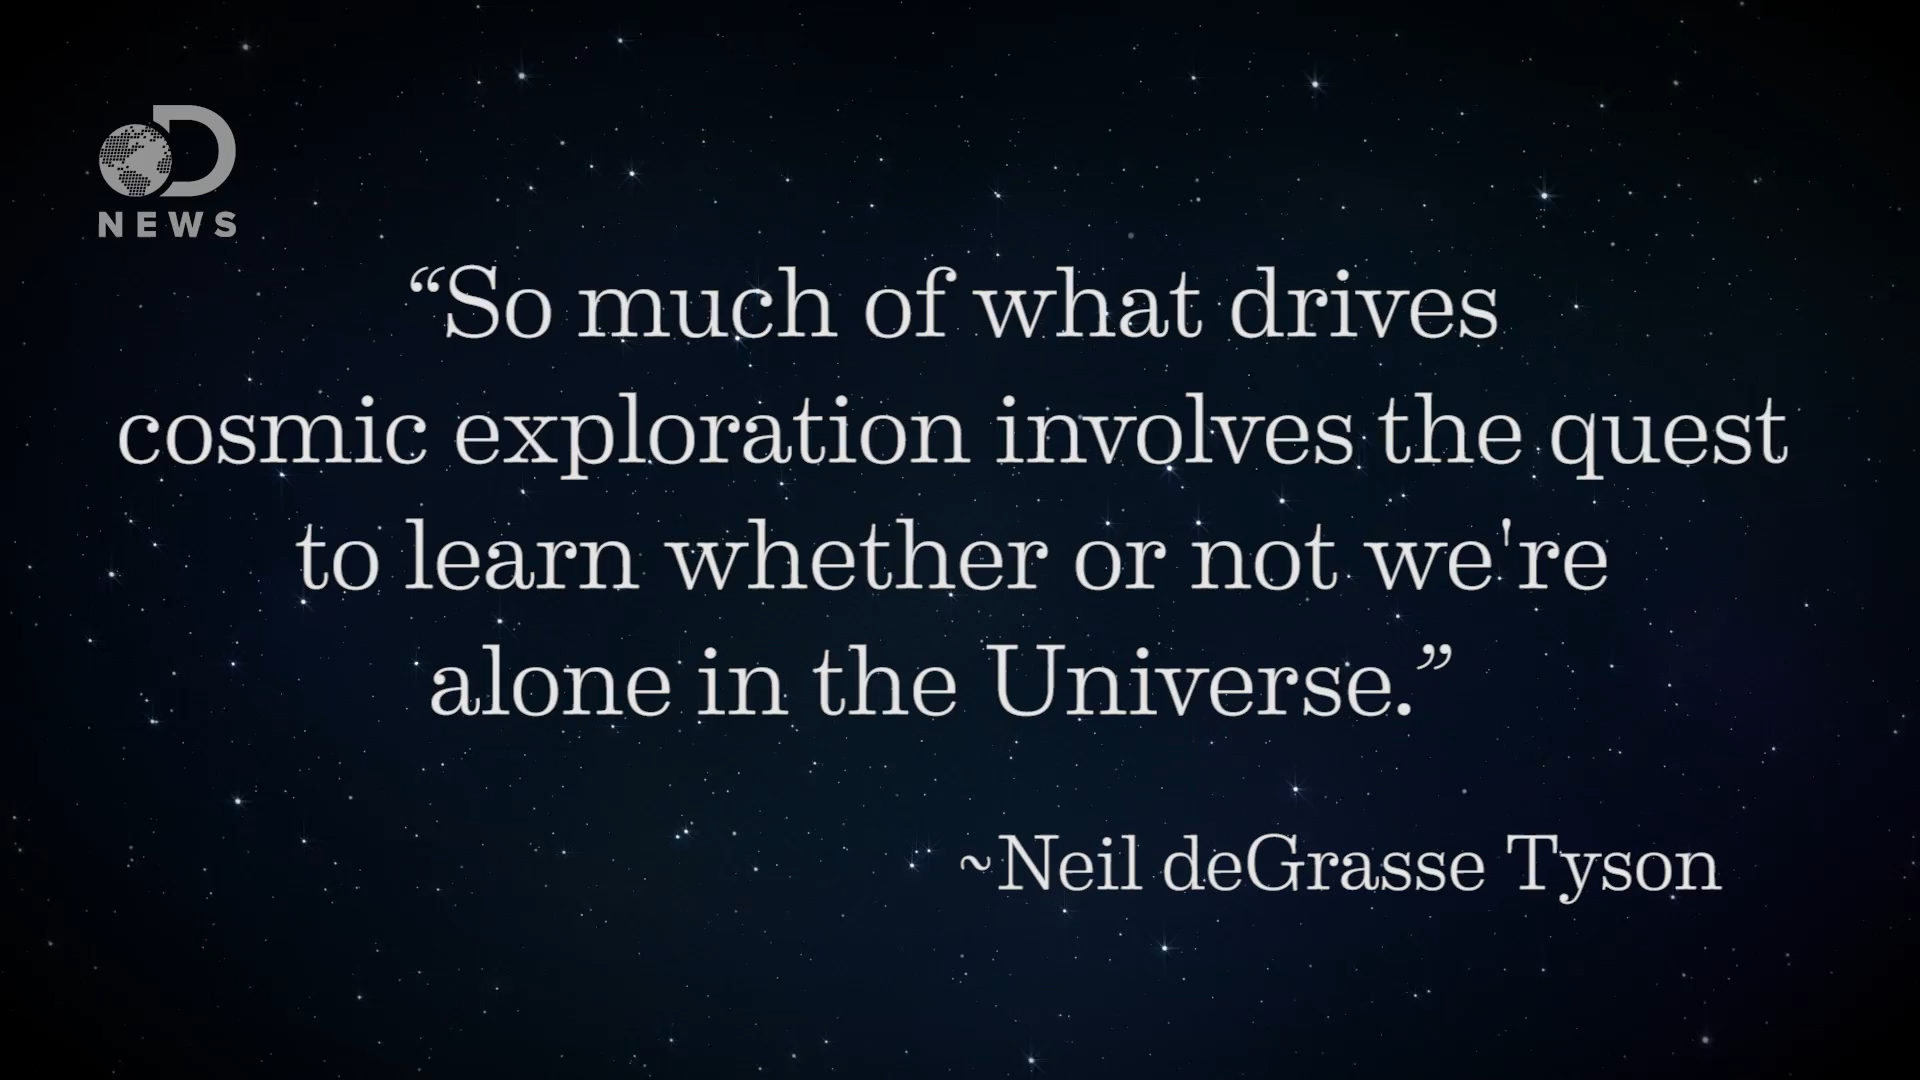 NEWS
“So much of what drives
cosmic exploration involves the quest
to learn whether or not we're
alone in the Universe.”
~Neil deGrasse Tyson